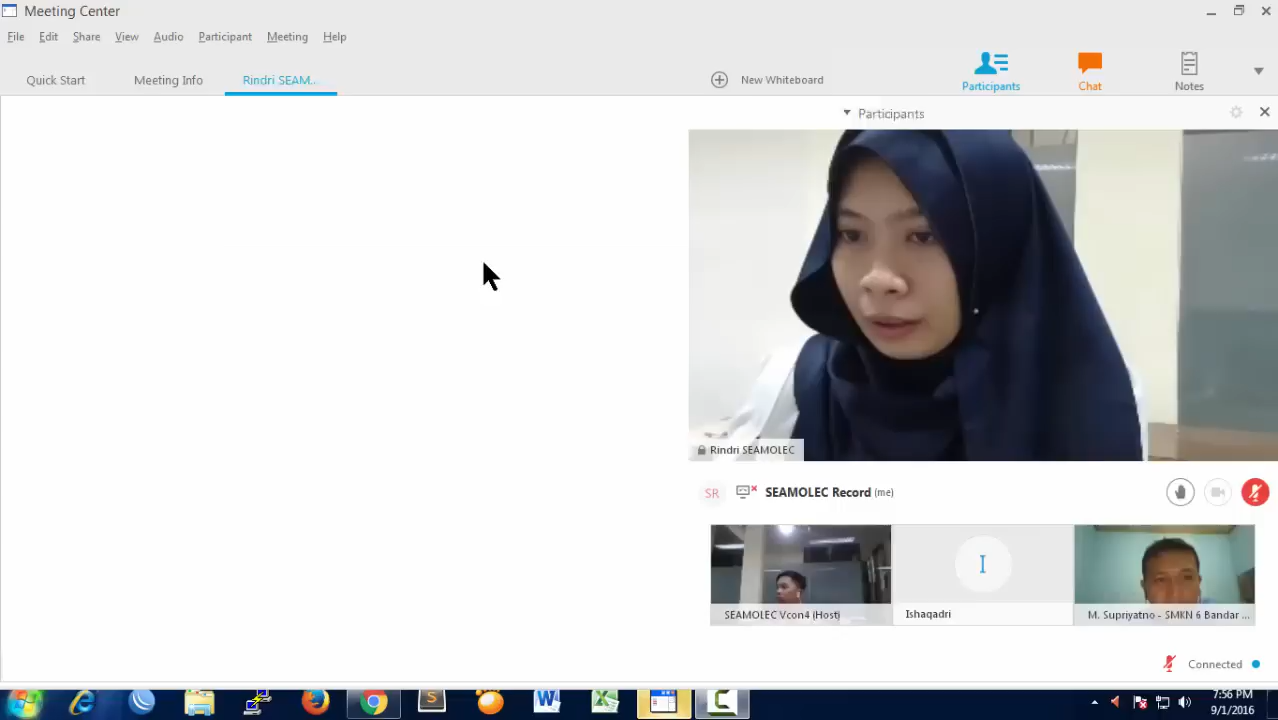 Meeting Center
File Edit Share View Audio Participant Meeting Help
Quick Start Meeting Info Rindri SEAM... New Whiteboard Participants Chat Notes
Participants
Rindri SEAMOLEC
SR SEAMOLEC Record (me)
I
SEAMOLEC Vcon4 (Host) Ishaqadri M. Supriyatno - SMKN 6 Bandar ...
Connected
7:56 PM
9/1/2016